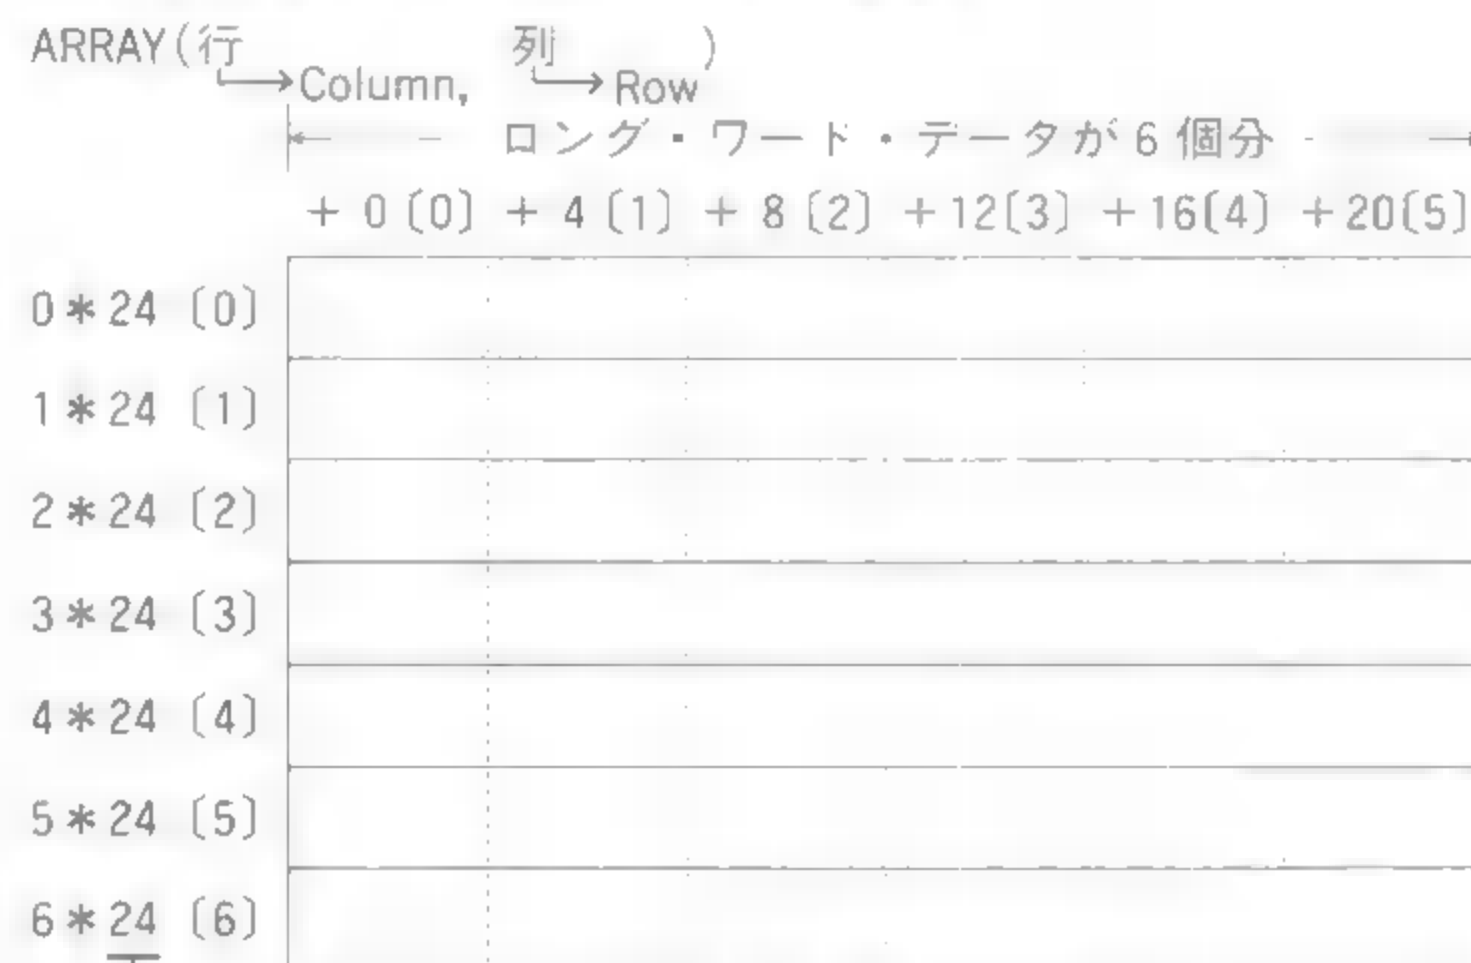 ARRAY(行 列 )
Column, Row
ロング・ワード・データが6個分
+ 0 〔0〕 + 4 〔1〕 + 8 〔2〕 +12〔3〕 +16〔4〕 +20〔5〕
0*24 〔0〕
1*24 〔1〕
2*24 〔2〕
3*24 〔3〕
4*24 〔4〕
5*24 〔5〕
6*24 〔6〕